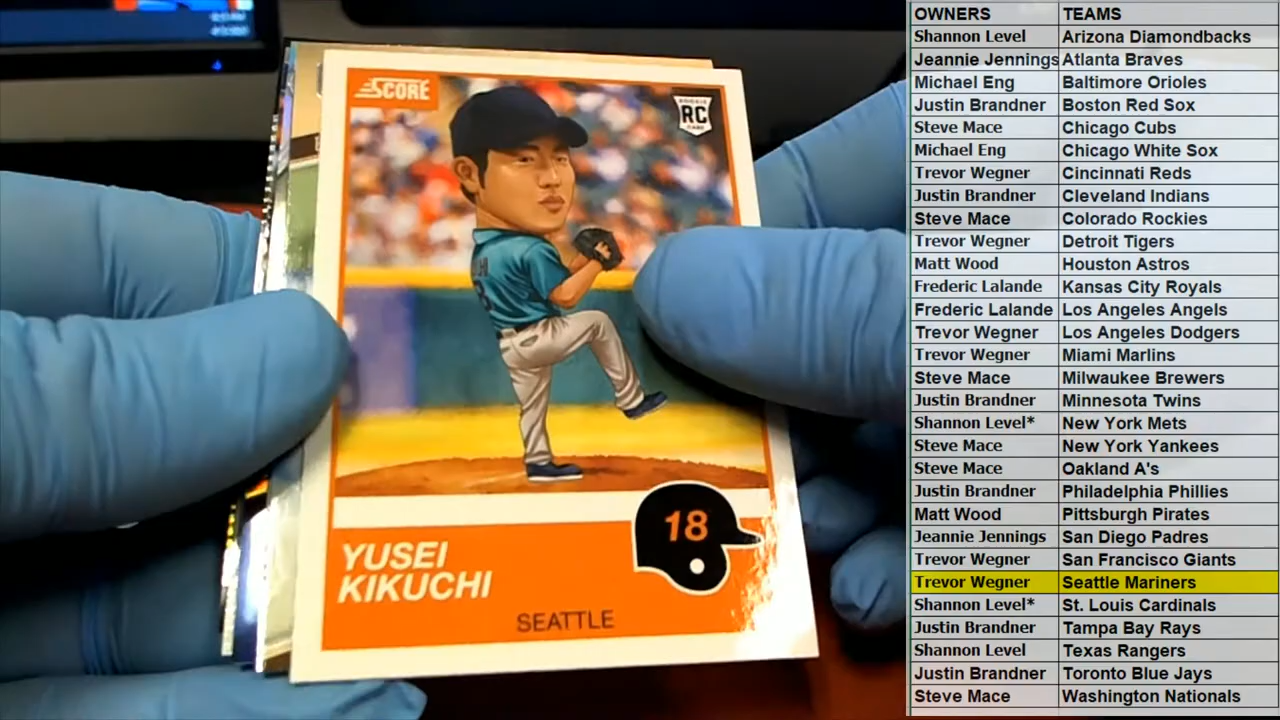 SCORE
ROOKIE
RC
CARD
18
YUSEI
KIKUCHI
SEATTLE
OWNERS TEAMS
Shannon Level Arizona Diamondbacks
Jeannie Jennings Atlanta Braves
Michael Eng Baltimore Orioles
Justin Brandner Boston Red Sox
Steve Mace Chicago Cubs
Michael Eng Chicago White Sox
Trevor Wegner Cincinnati Reds
Justin Brandner Cleveland Indians
Steve Mace Colorado Rockies
Trevor Wegner Detroit Tigers
Matt Wood Houston Astros
Frederic Lalande Kansas City Royals
Frederic Lalande Los Angeles Angels
Trevor Wegner Los Angeles Dodgers
Trevor Wegner Miami Marlins
Steve Mace Milwaukee Brewers
Justin Brandner Minnesota Twins
Shannon Level* New York Mets
Steve Mace New York Yankees
Steve Mace Oakland A's
Justin Brandner Philadelphia Phillies
Matt Wood Pittsburgh Pirates
Jeannie Jennings San Diego Padres
Trevor Wegner San Francisco Giants
Trevor Wegner Seattle Mariners
Shannon Level* St. Louis Cardinals
Justin Brandner Tampa Bay Rays
Shannon Level Texas Rangers
Justin Brandner Toronto Blue Jays
Steve Mace Washington Nationals